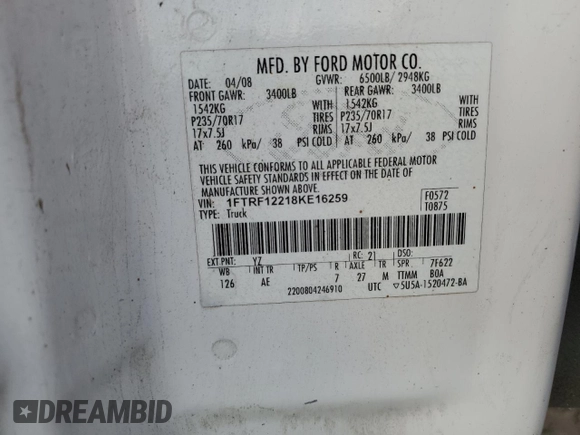 MFD. BY FORD MOTOR CO.
DATE: 04/08 GVWR: 6500LB/ 2948KG
FRONT GAWR: 3400LB REAR GAWR: 3400LB
1542KG WITH 1542KG WITH
P235/70R17 TIRES P235/70R17 TIRES
17x7.5J RIMS 17x7.5J RIMS
AT 260 kPa/ 38 PSI COLD AT 260 kPa/ 38 PSI COLD
THIS VEHICLE CONFORMS TO ALL APPLICABLE FEDERAL MOTOR
VEHICLE SAFETY STANDARDS IN EFFECT ON THE DATE OF
MANUFACTURE SHOWN ABOVE.
VIN: 1FTRF12218KE16259 F0572
TYPE: Truck T0875
EXT PNT: YZ RC: 21 DSO:
WB INT TR TP/PS R AXLE TR SPR 7F622
126 AE 7 27 M TTMM BOA
2200804246910 UTC ▽5U5A-1520472-BA
DREAMBID